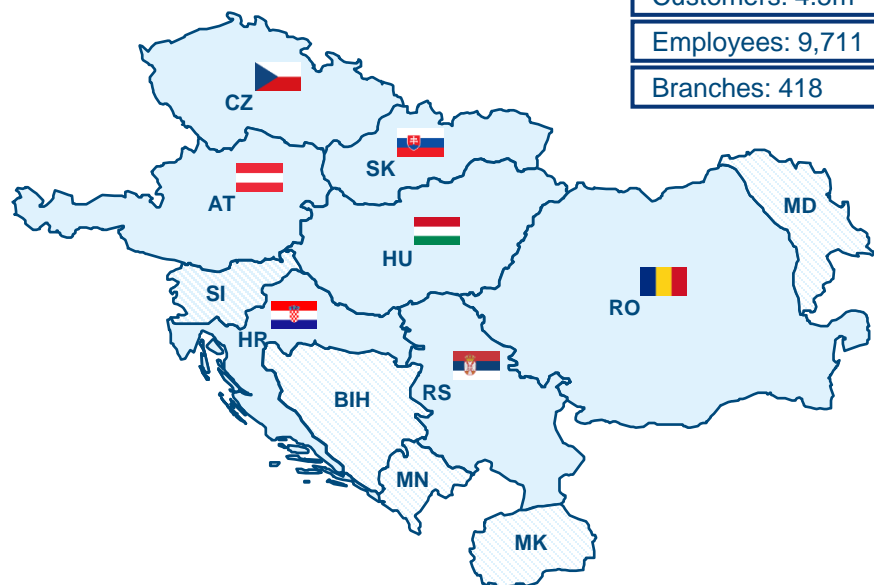 Employees: 9,711
Branches: 418
CZ
SK
AT
MD
HU
SI
RO
HR
RS
BIH
MN
MK